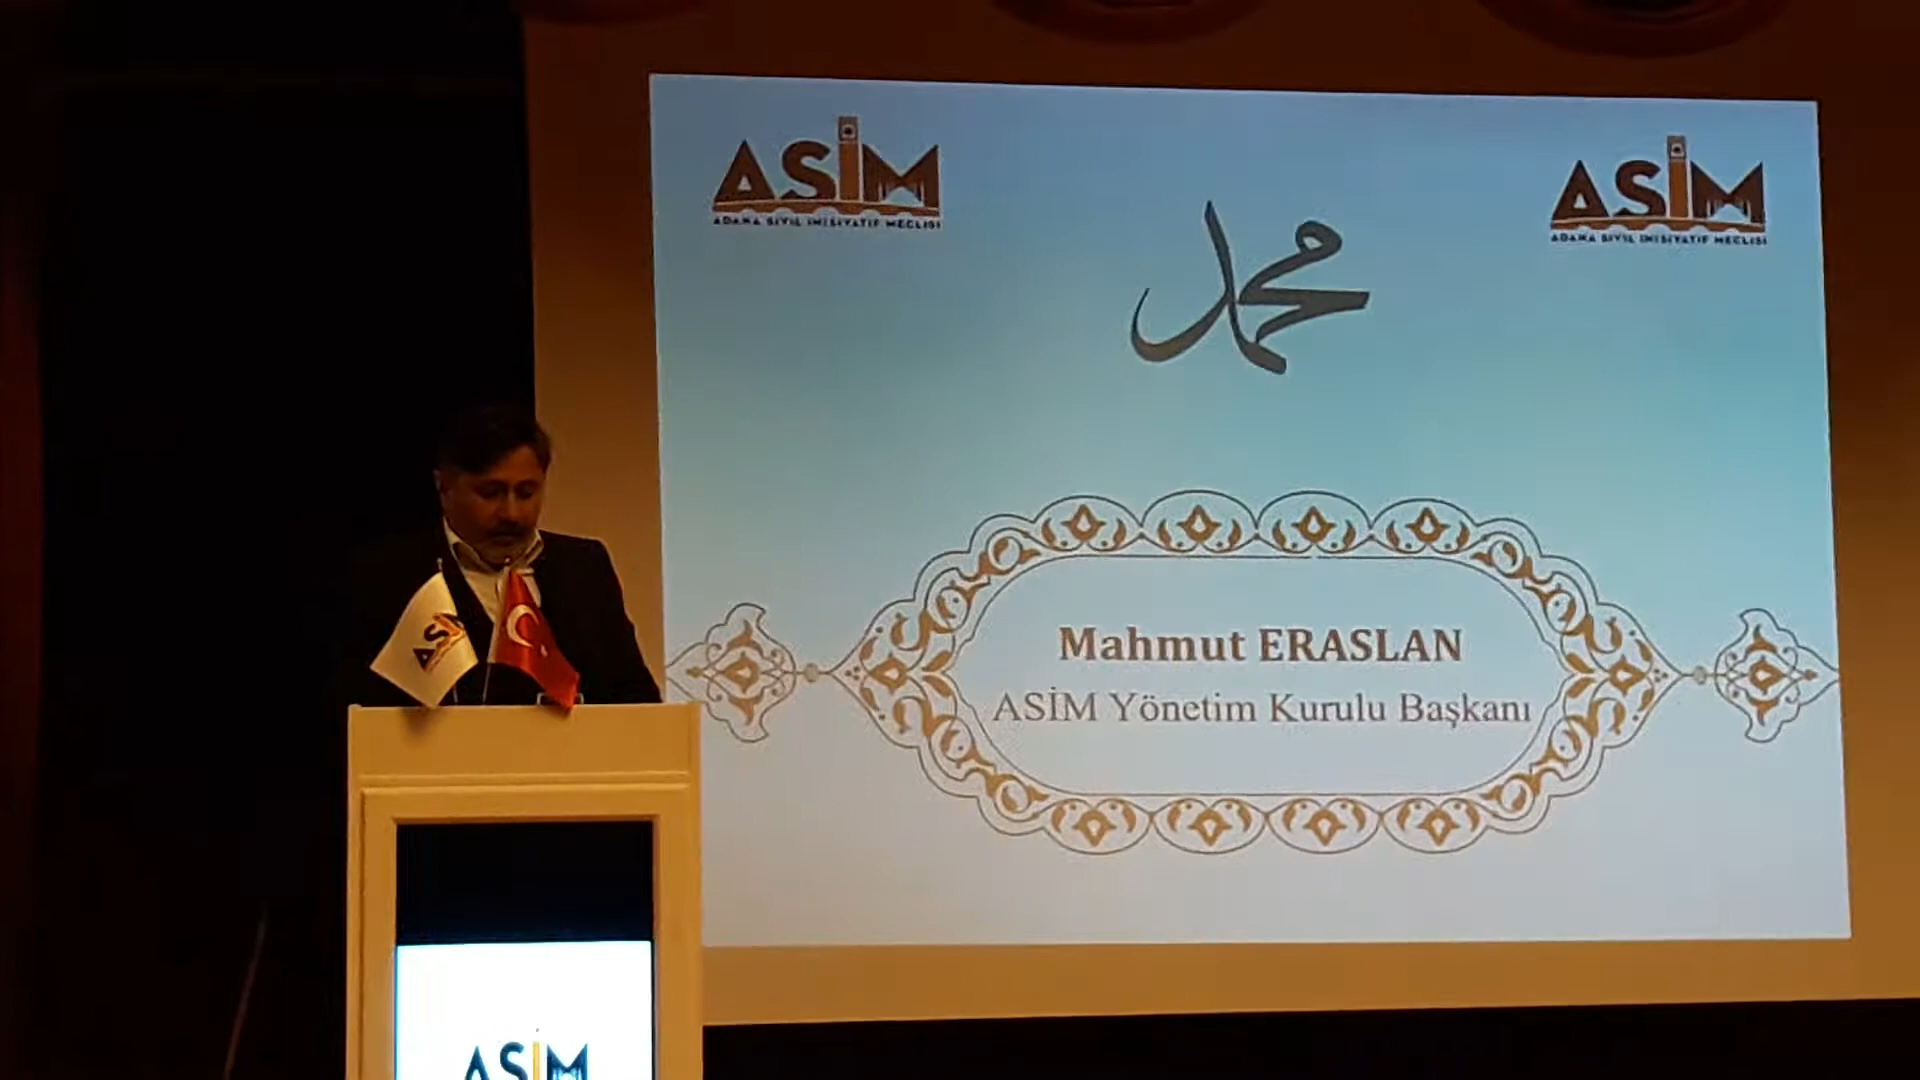 ASİM
ADANA SİVİL İNİSİYATİF MECLİSİ
ASİM
ADANA SİVİL İNİSİYATİF MECLİSİ
محمد
Mahmut ERASLAN
ASİM Yönetim Kurulu Başkanı
ASİM
ASİM